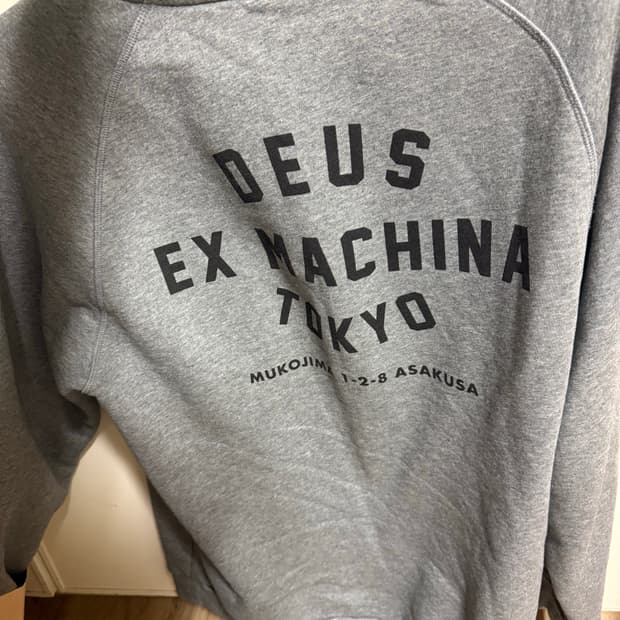 DEUS
EX MACHINA
TOKYO
MUKOJIMA 1-2-8 ASAKUSA